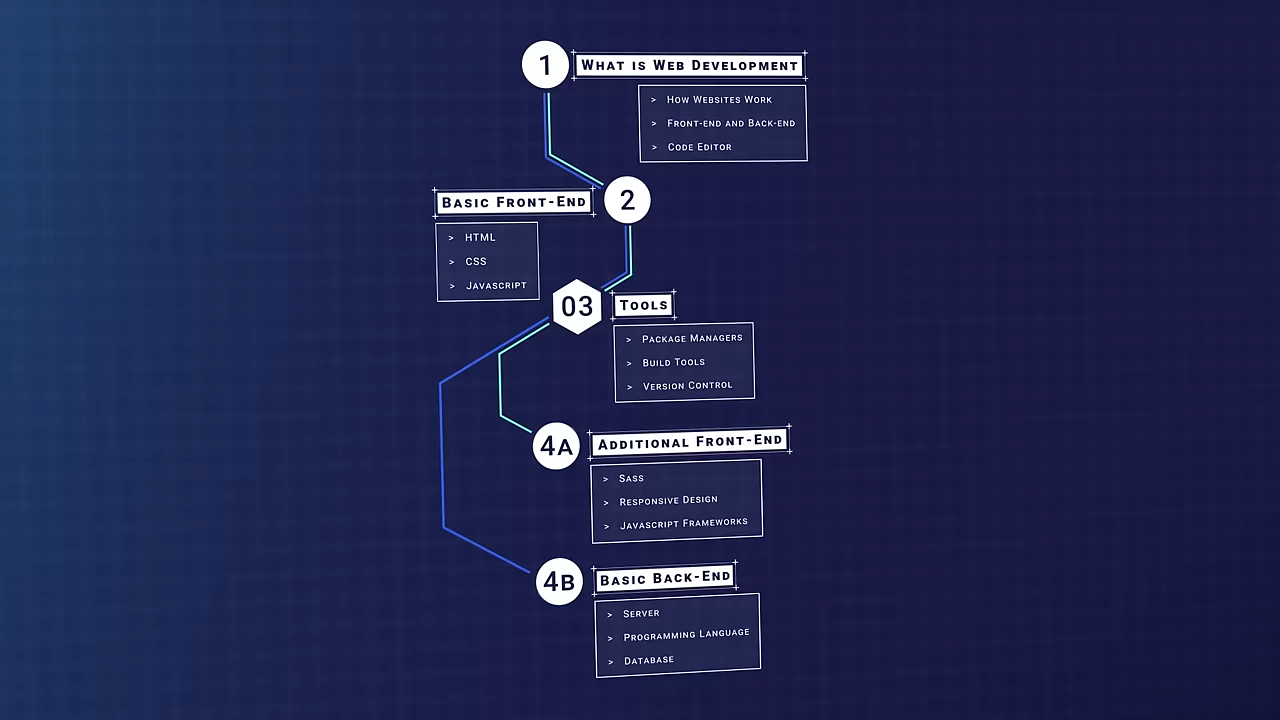 1
What is Web Development
> How Websites Work
> Front-end and Back-end
> Code Editor
2
Basic Front-End
> HTML
> CSS
> Javascript
03
Tools
> Package Managers
> Build Tools
> Version Control
4A
Additional Front-End
> Sass
> Responsive Design
> Javascript Frameworks
4B
Basic Back-End
> Server
> Programming Language
> Database